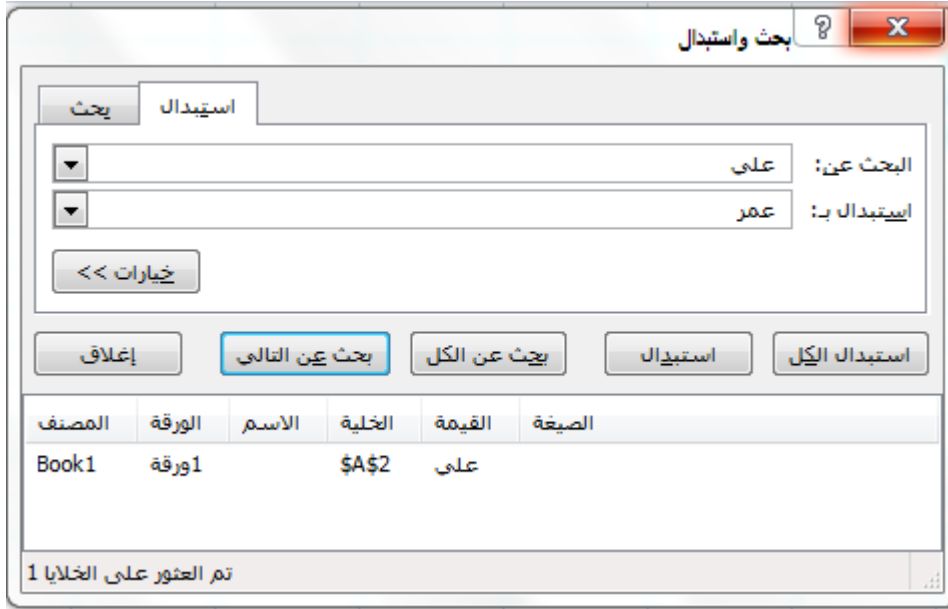 بحث واستبدال
بحث استبدال
البحث عن: علي
استبدال بـ: عمر
خيارات >>
استبدال الكل استبدال بحث عن الكل بحث عن التالي إغلاق
المصنف الورقة الاسم الخلية القيمة الصيغة
Book1 ورقة1 $A$2 علي
تم العثور على الخلايا 1